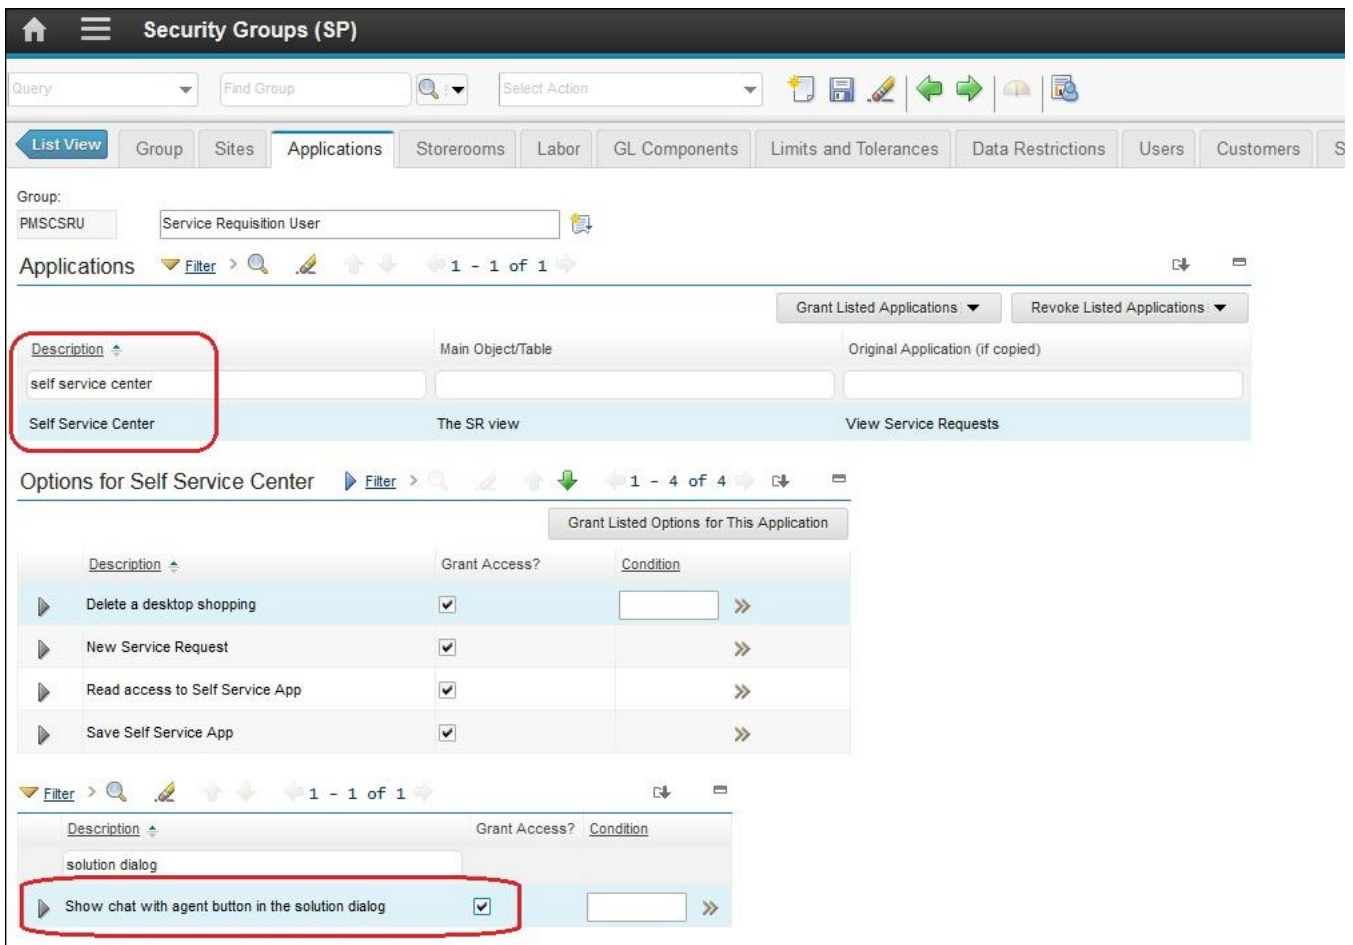 Security Groups (SP)
Query Find Group Select Action
List View Group Sites Applications Storerooms Labor GL Components Limits and Tolerances Data Restrictions Users Customers S
Group:
PMSCSRU Service Requisition User
Applications Filter 1 - 1 of 1
Grant Listed Applications Revoke Listed Applications
Description Main Object/Table Original Application (if copied)
self service center
Self Service Center The SR view View Service Requests
Options for Self Service Center Filter 1 - 4 of 4
Grant Listed Options for This Application
Description Grant Access? Condition
Delete a desktop shopping
New Service Request
Read access to Self Service App
Save Self Service App
Filter 1 - 1 of 1
Description Grant Access? Condition
solution dialog
Show chat with agent button in the solution dialog